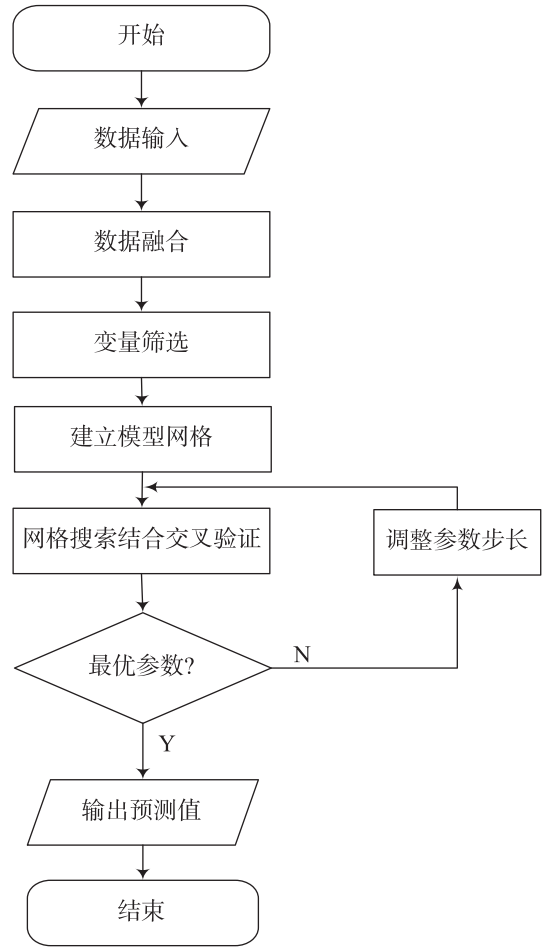 开始
数据输入
数据融合
变量筛选
建立模型网格
网格搜索结合交叉验证
调整参数步长
最优参数?
N
Y
输出预测值
结束